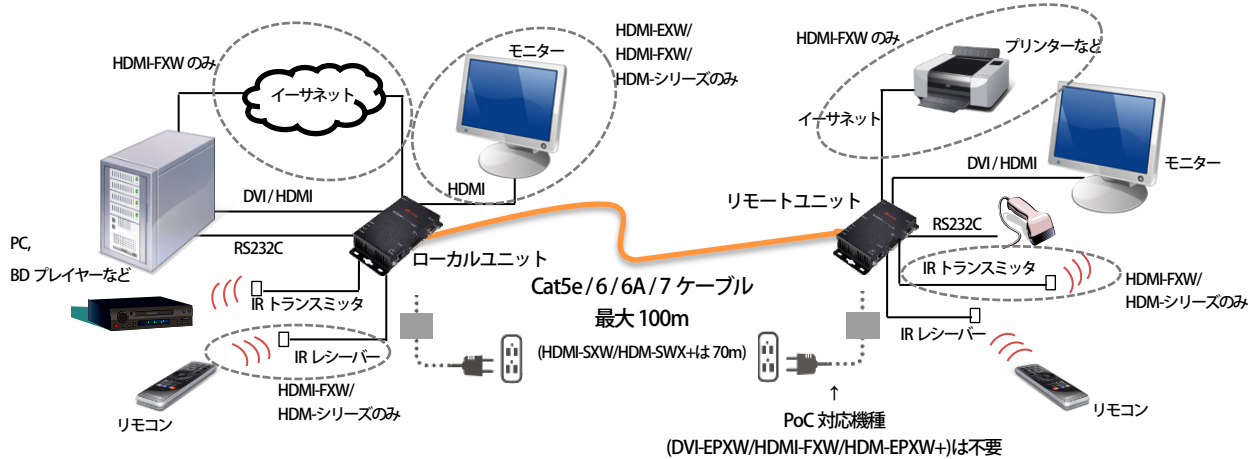 HDMI-FXW のみ
イーサネット
モニター
HDMI-EXW/
HDMI-FXW/
HDM-シリーズのみ
DVI / HDMI
HDMI
RS232C
PC,
BD プレイヤーなど
ローカルユニット
IR トランスミッタ
IR レシーバー
HDMI-FXW/
HDM-シリーズのみ
リモコン
Cat5e / 6 / 6A / 7 ケーブル
最大 100m
(HDMI-SXW/HDM-SWX+は 70m)
HDMI-FXW のみ
プリンターなど
イーサネット
DVI / HDMI
モニター
リモートユニット
RS232C
IR トランスミッタ
HDMI-FXW/
HDM-シリーズのみ
IR レシーバー
リモコン
↑
PoC 対応機種
(DVI-EPXW/HDMI-FXW/HDM-EPXW+)は不要